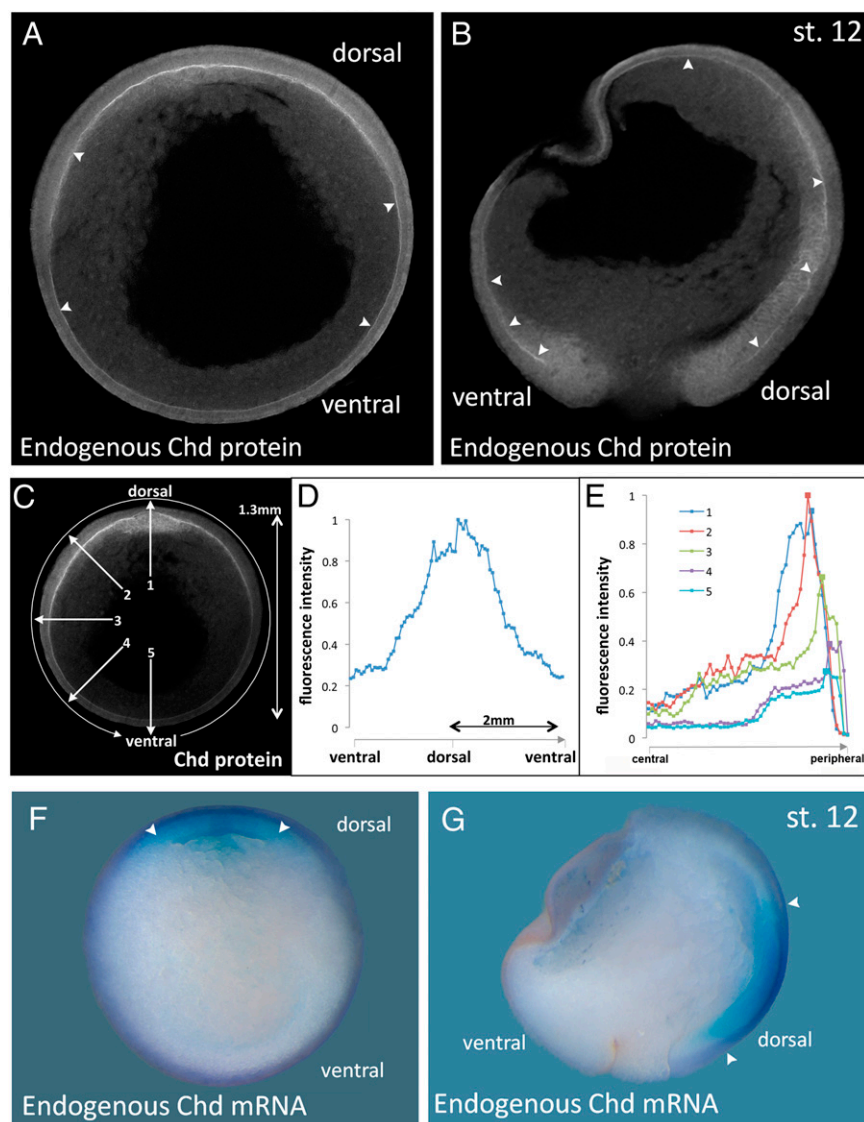 A
dorsal
ventral
Endogenous Chd protein
B
st. 12
ventral
dorsal
Endogenous Chd protein
C
dorsal
1.3mm
1
2
3
4
5
ventral
Chd protein
D
fluorescence intensity
1
0.8
0.6
0.4
0.2
0
2mm
ventral dorsal ventral
E
fluorescence intensity
1
0.8
0.6
0.4
0.2
0
1
2
3
4
5
central peripheral
F
dorsal
ventral
Endogenous Chd mRNA
G
st. 12
ventral
dorsal
Endogenous Chd mRNA